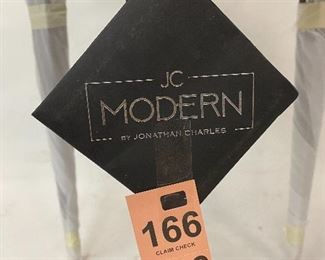 JC
MODERN
BY JONATHAN CHARLES
166
CLAIM CHECK